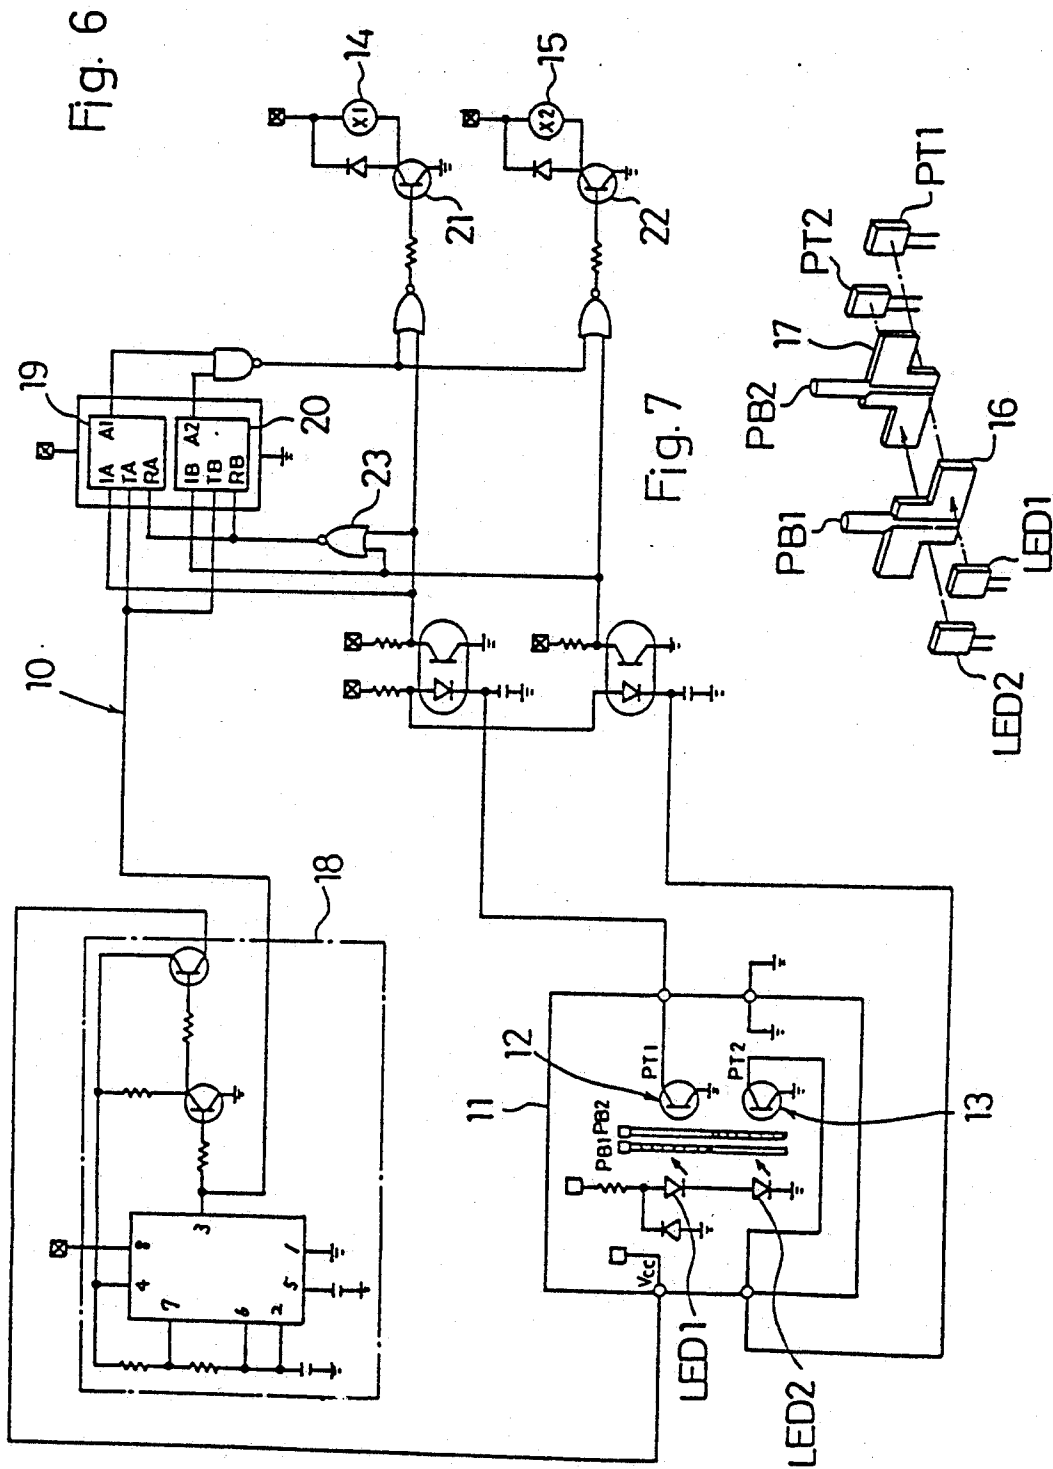 Fig. 6
10
18
8
4
7
6
2
5
1
3
19
IA A1
TA
RA
20
IB A2
TB
RB
23
X1
14
21
X2
15
22
11
12
13
PT1
PT2
PB1 PB2
Vcc
LED1
LED2
Fig. 7
PB1
PB2
PT2
PT1
17
16
LED1
LED2